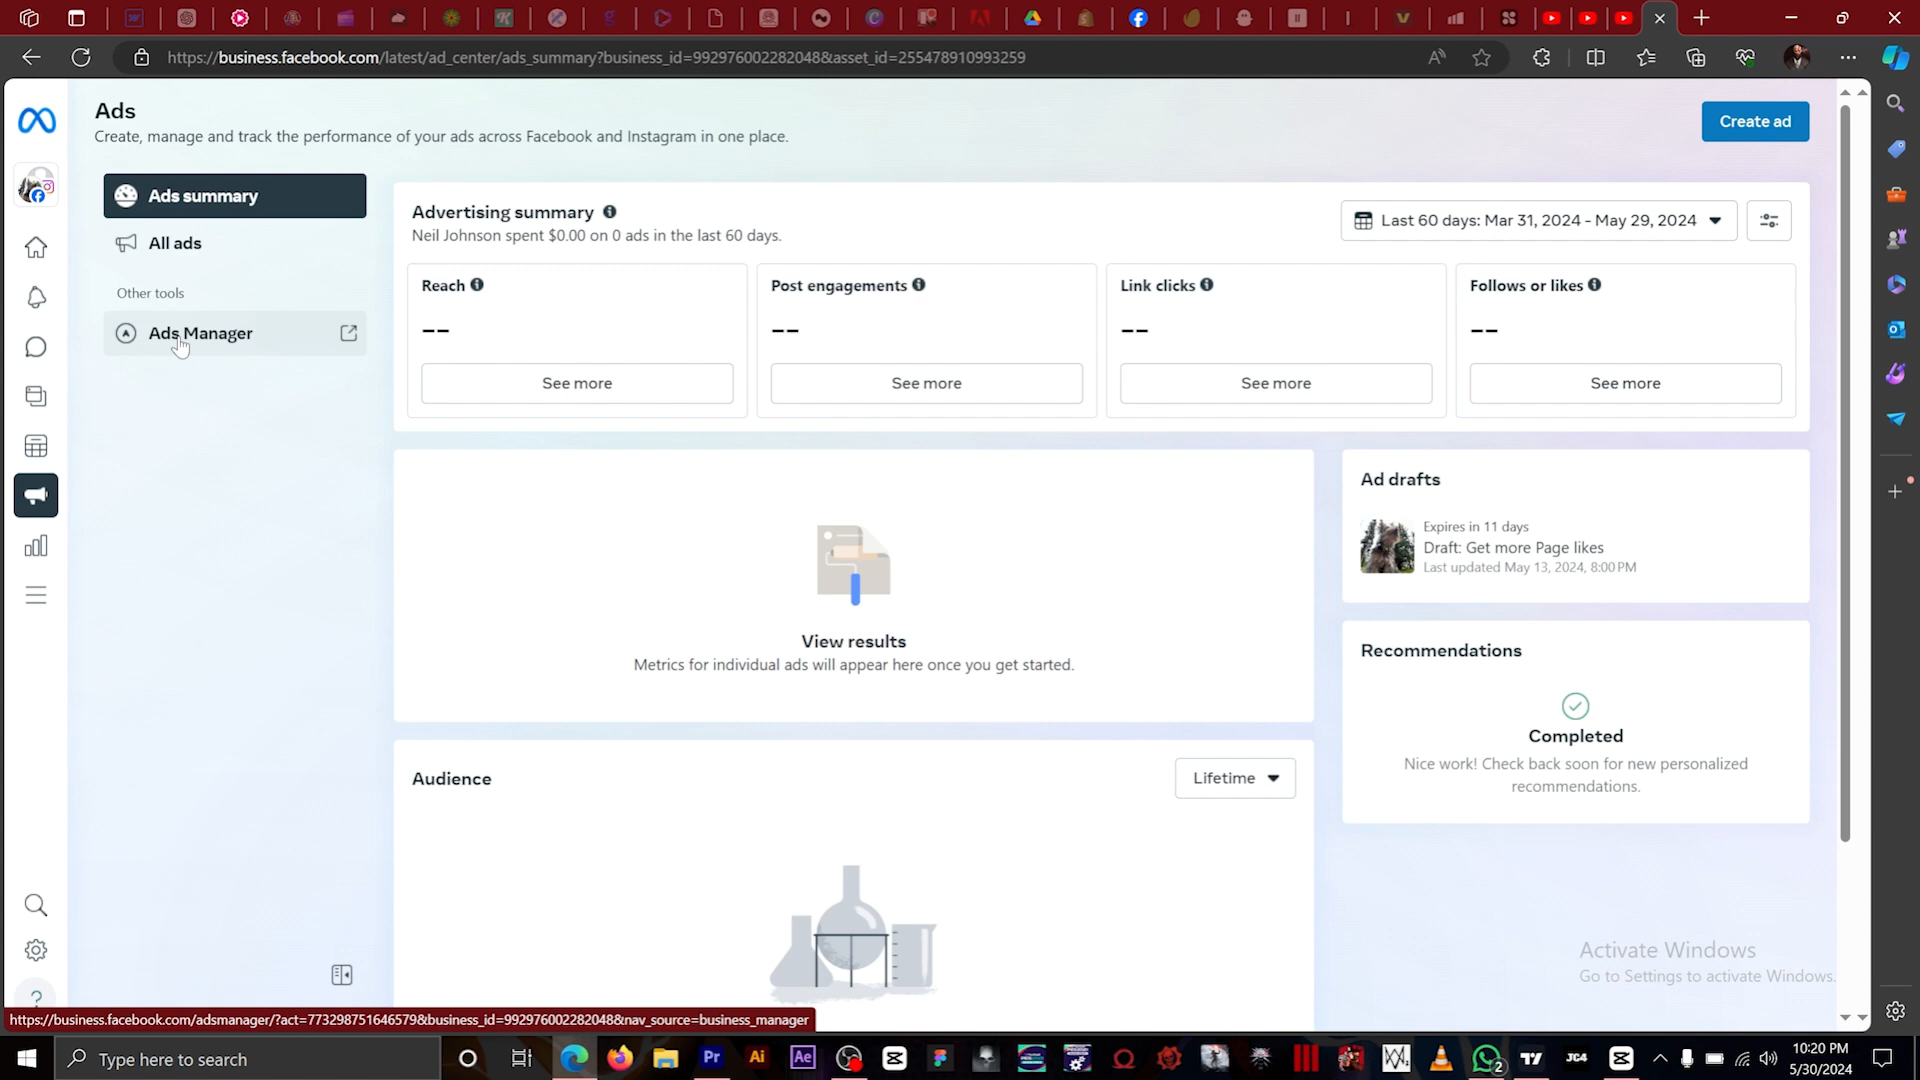 https://business.facebook.com/latest/ad_center/ads_summary?business_id=992976002282048&asset_id=255478910993259
Ads
Create, manage and track the performance of your ads across Facebook and Instagram in one place.
Create ad
Ads summary
All ads
Other tools
Ads Manager
Advertising summary
Neil Johnson spent $0.00 on 0 ads in the last 60 days.
Last 60 days: Mar 31, 2024 - May 29, 2024
Reach
--
See more
Post engagements
--
See more
Link clicks
--
See more
Follows or likes
--
See more
View results
Metrics for individual ads will appear here once you get started.
Ad drafts
Expires in 11 days
Draft: Get more Page likes
Last updated May 13, 2024, 8:00 PM
Recommendations
Completed
Nice work! Check back soon for new personalized
recommendations.
Audience
Lifetime
Activate Windows
Go to Settings to activate Windows.
https://business.facebook.com/adsmanager/?act=773298751646579&business_id=992976002282048&nav_source=business_manager
Type here to search
Pr
Ai
Ae
2
JC4
10:20 PM
5/30/2024